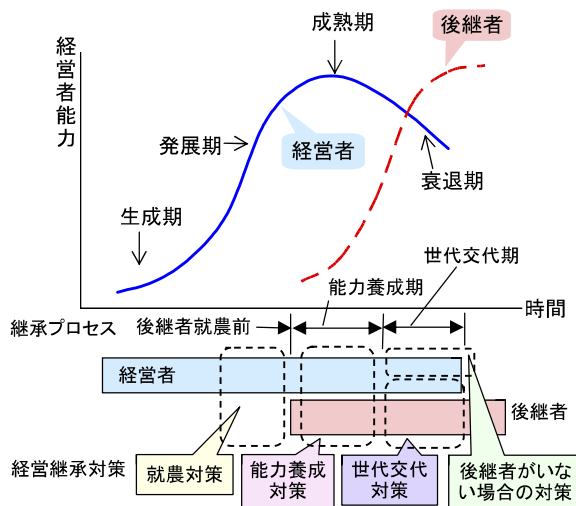 成熟期
後継者
経営者能力
発展期
経営者
衰退期
生成期
世代交代期
能力養成期
時間
継承プロセス
後継者就農前
経営者
後継者
経営継承対策
就農対策
能力養成
対策
世代交代
対策
後継者がい
ない場合の対策